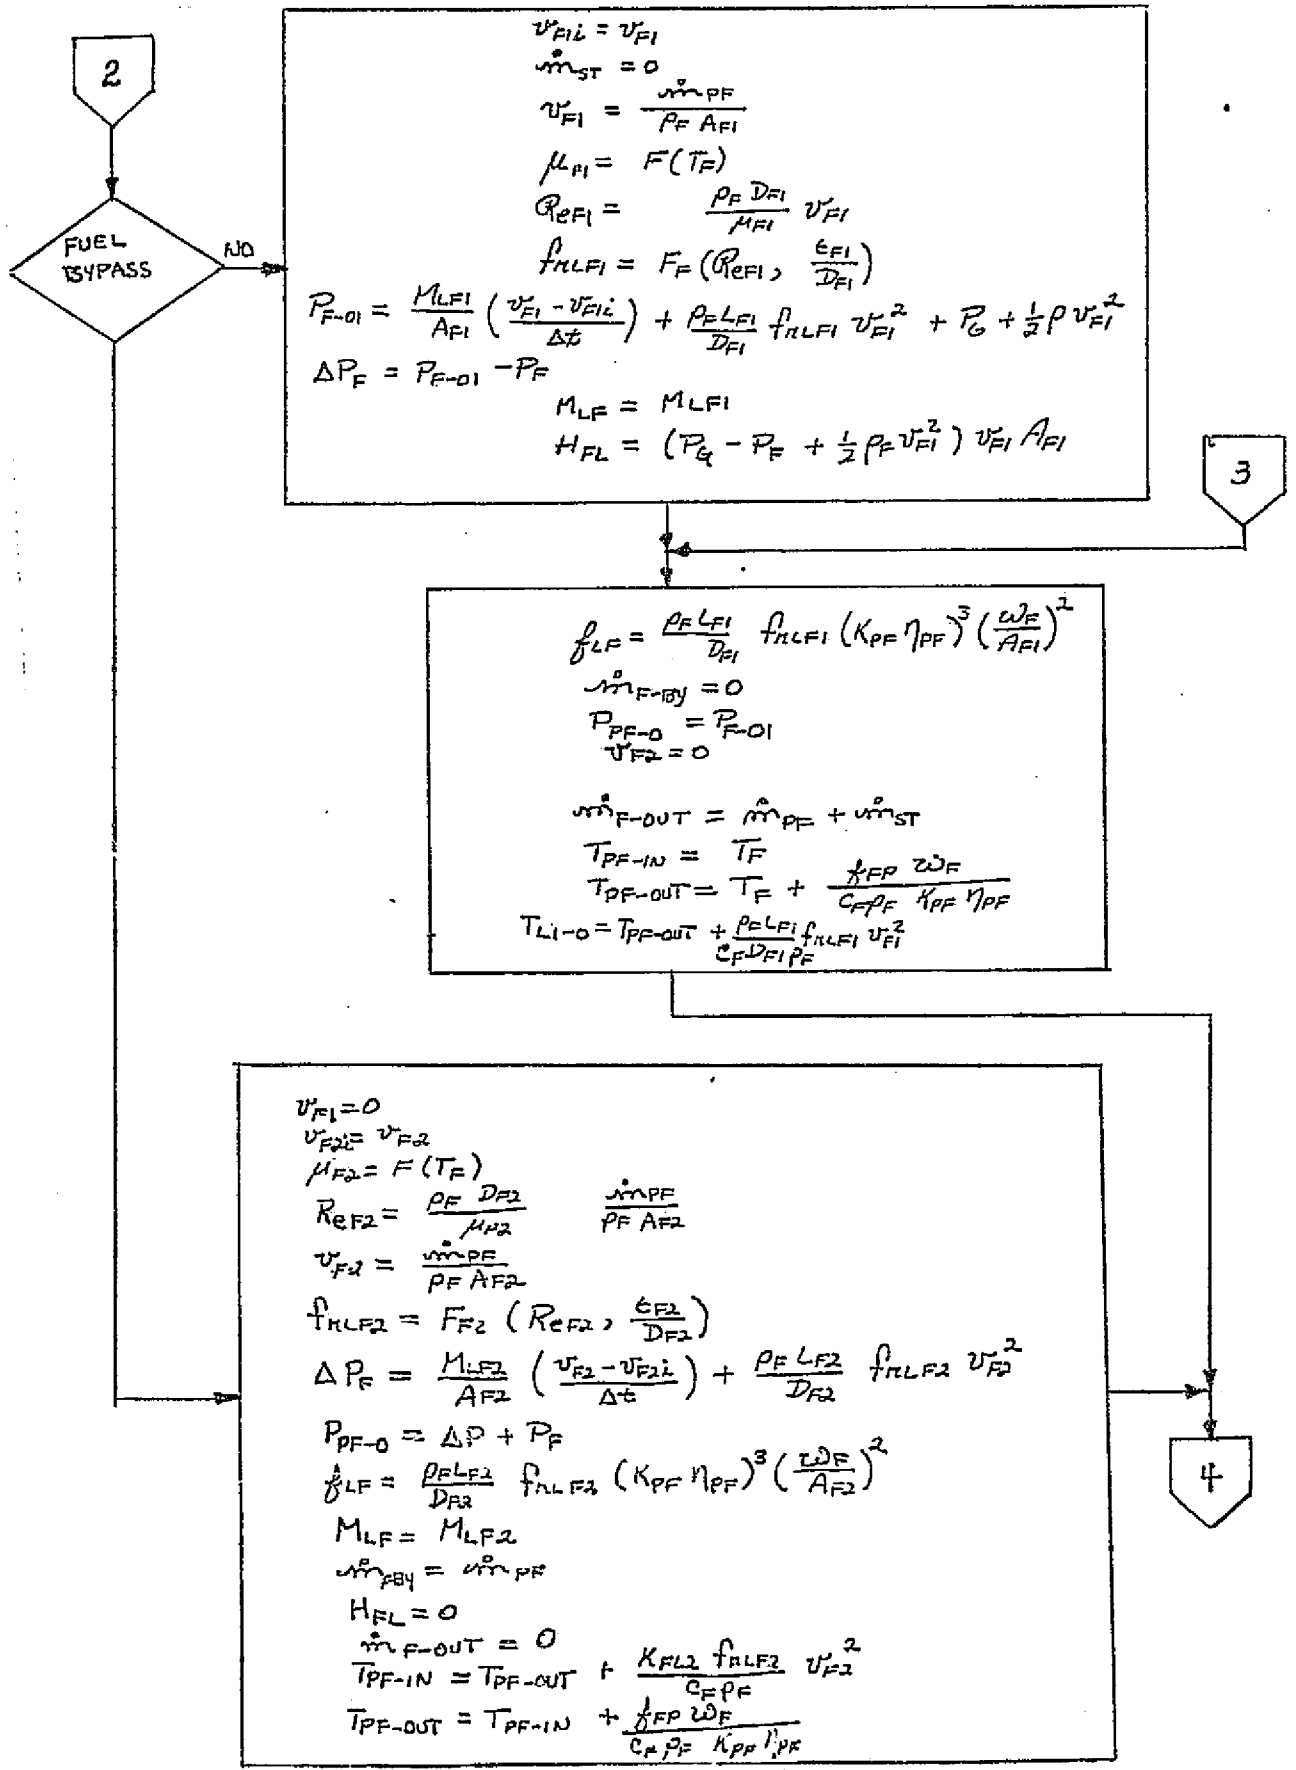 2
FUEL
BYPASS
NO
v_F1i = v_F1
ṁ_ST = 0
v_F1 = ṁ_PF / (ρ_F A_F1)
μ_F1 = F(T_F)
Re_F1 = (ρ_F D_F1 / μ_F1) v_F1
f_rLF1 = F_F (Re_F1, ε_F1 / D_F1)
P_F-01 = (M_LF1 / A_F1) ((v_F1 - v_F1i) / Δt) + (ρ_F L_F1 / D_F1) f_rLF1 v_F1² + P_G + ½ ρ v_F1²
ΔP_F = P_F-01 - P_F
M_LF = M_LF1
H_FL = (P_G - P_F + ½ ρ_F v_F1²) v_F1 A_F1
3
f_LF = (ρ_F L_F1 / D_F1) f_rLF1 (K_PF η_PF)³ (ω_F / A_F1)²
ṁ_F-BY = 0
P_PF-0 = P_F-01
v_F2 = 0
ṁ_F-OUT = ṁ_PF + ṁ_ST
T_PF-IN = T_F
T_PF-OUT = T_F + (f_FP ω_F) / (c_F ρ_F K_PF η_PF)
T_L1-0 = T_PF-OUT + (ρ_F L_F1 / (c_F D_F1 ρ_F)) f_rLF1 v_F1²
v_F1 = 0
v_F2i = v_F2
μ_F2 = F(T_F)
Re_F2 = (ρ_F D_F2 / μ_F2) ṁ_PF / (ρ_F A_F2)
v_F2 = ṁ_PF / (ρ_F A_F2)
f_rLF2 = F_F2 (Re_F2, ε_F2 / D_F2)
ΔP_F = (M_LF2 / A_F2) ((v_F2 - v_F2i) / Δt) + (ρ_F L_F2 / D_F2) f_rLF2 v_F2²
P_PF-0 = ΔP + P_F
f_LF = (ρ_F L_F2 / D_F2) f_rLF2 (K_PF η_PF)³ (ω_F / A_F2)²
M_LF = M_LF2
ṁ_FBY = ṁ_PF
H_FL = 0
ṁ_F-OUT = 0
T_PF-IN = T_PF-OUT + (K_FL2 f_rLF2 / (c_F ρ_F)) v_F2²
T_PF-OUT = T_PF-IN + (f_FP ω_F) / (c_F ρ_F K_PF η_PF)
4